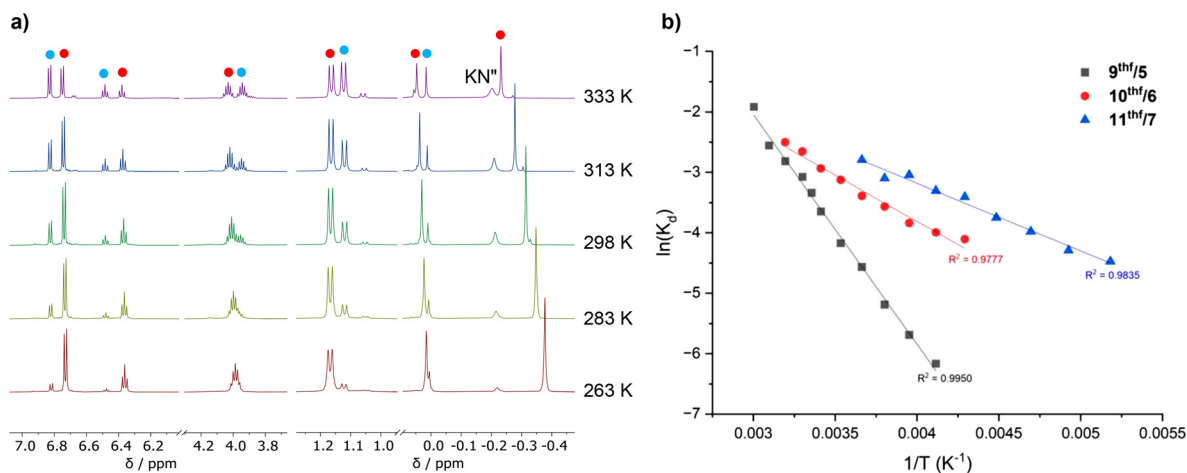 a)
KN"
333 K
313 K
298 K
283 K
263 K
7.0 6.8 6.6 6.4 6.2 4.2 4.0 3.8 1.2 1.1 1.0 0.0 -0.1 -0.2 -0.3 -0.4
δ / ppm δ / ppm δ / ppm δ / ppm
b)
9thf/5
10thf/6
11thf/7
−1
−2
−3
−4
−5
−6
−7
ln(Kd)
R² = 0.9777
R² = 0.9835
R² = 0.9950
0.003 0.0035 0.004 0.0045 0.005 0.0055
1/T (K⁻¹)